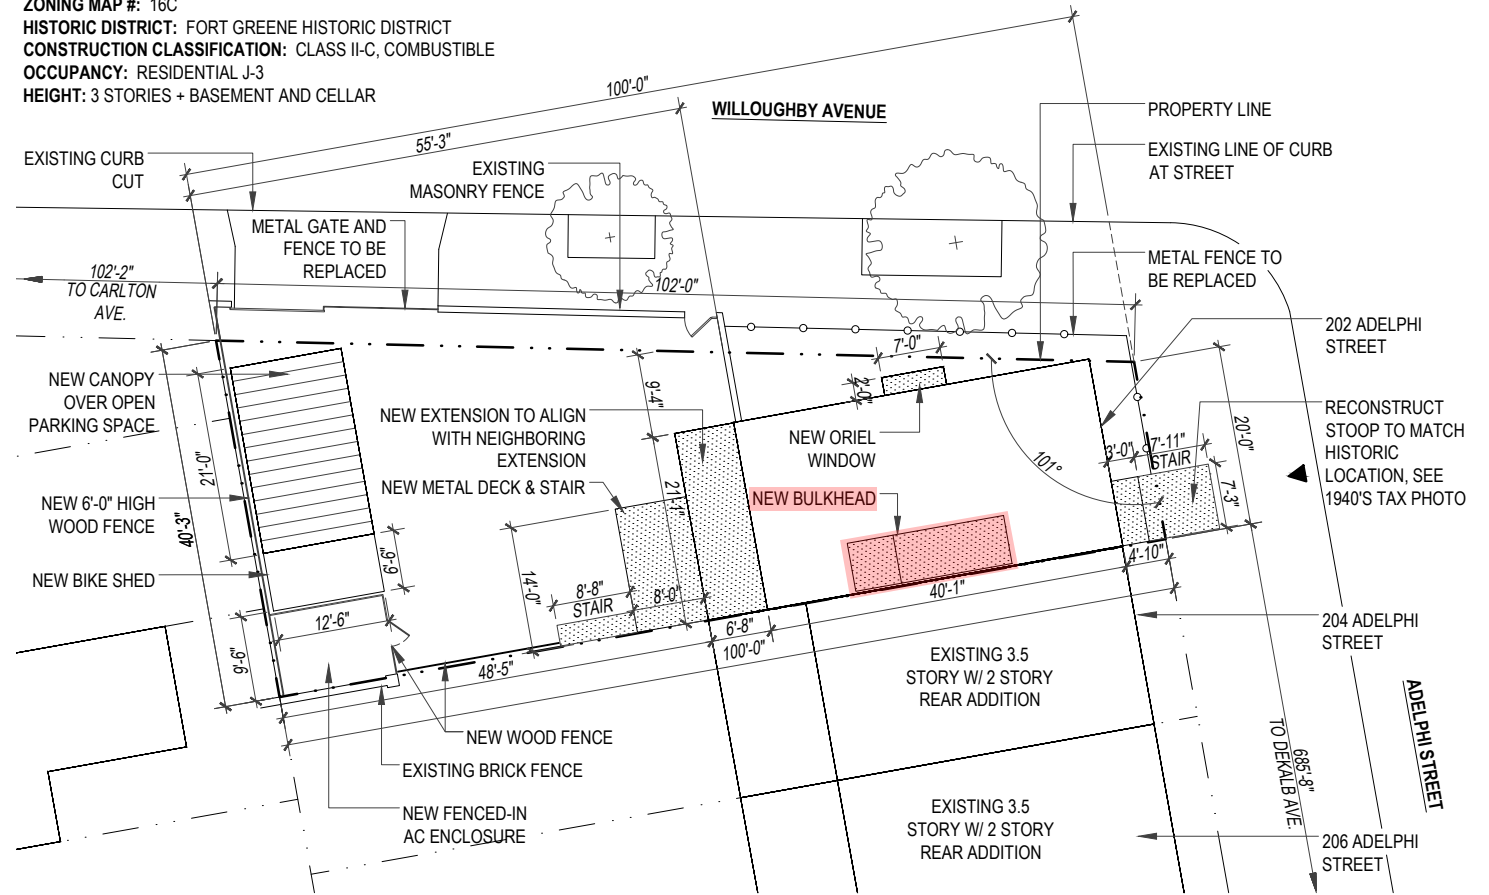 ZONING MAP #: 16C
HISTORIC DISTRICT: FORT GREENE HISTORIC DISTRICT
CONSTRUCTION CLASSIFICATION: CLASS II-C, COMBUSTIBLE
OCCUPANCY: RESIDENTIAL J-3
HEIGHT: 3 STORIES + BASEMENT AND CELLAR
100'-0"
55'-3"
WILLOUGHBY AVENUE
PROPERTY LINE
EXISTING LINE OF CURB
AT STREET
EXISTING CURB
CUT
EXISTING
MASONRY FENCE
METAL GATE AND
FENCE TO BE
REPLACED
METAL FENCE TO
BE REPLACED
102'-2"
TO CARLTON
AVE.
102'-0"
202 ADELPHI
STREET
7'-0"
2'-0"
9'-4"
NEW CANOPY
OVER OPEN
PARKING SPACE
NEW EXTENSION TO ALIGN
WITH NEIGHBORING
EXTENSION
NEW ORIEL
WINDOW
RECONSTRUCT
STOOP TO MATCH
HISTORIC
LOCATION, SEE
1940'S TAX PHOTO
20'-0"
3'-0"
7'-11"
STAIR
7'-3"
101°
21'-0"
NEW METAL DECK & STAIR
21'-1"
NEW BULKHEAD
NEW 6'-0" HIGH
WOOD FENCE
40'-3"
NEW BIKE SHED
6'-6"
14'-0"
8'-8"
STAIR
8'-0"
4'-10"
40'-1"
12'-6"
9'-6"
6'-8"
100'-0"
48'-5"
204 ADELPHI
STREET
EXISTING 3.5
STORY W/ 2 STORY
REAR ADDITION
NEW WOOD FENCE
EXISTING BRICK FENCE
NEW FENCED-IN
AC ENCLOSURE
685'-8"
TO DEKALB AVE.
ADELPHI STREET
EXISTING 3.5
STORY W/ 2 STORY
REAR ADDITION
206 ADELPHI
STREET